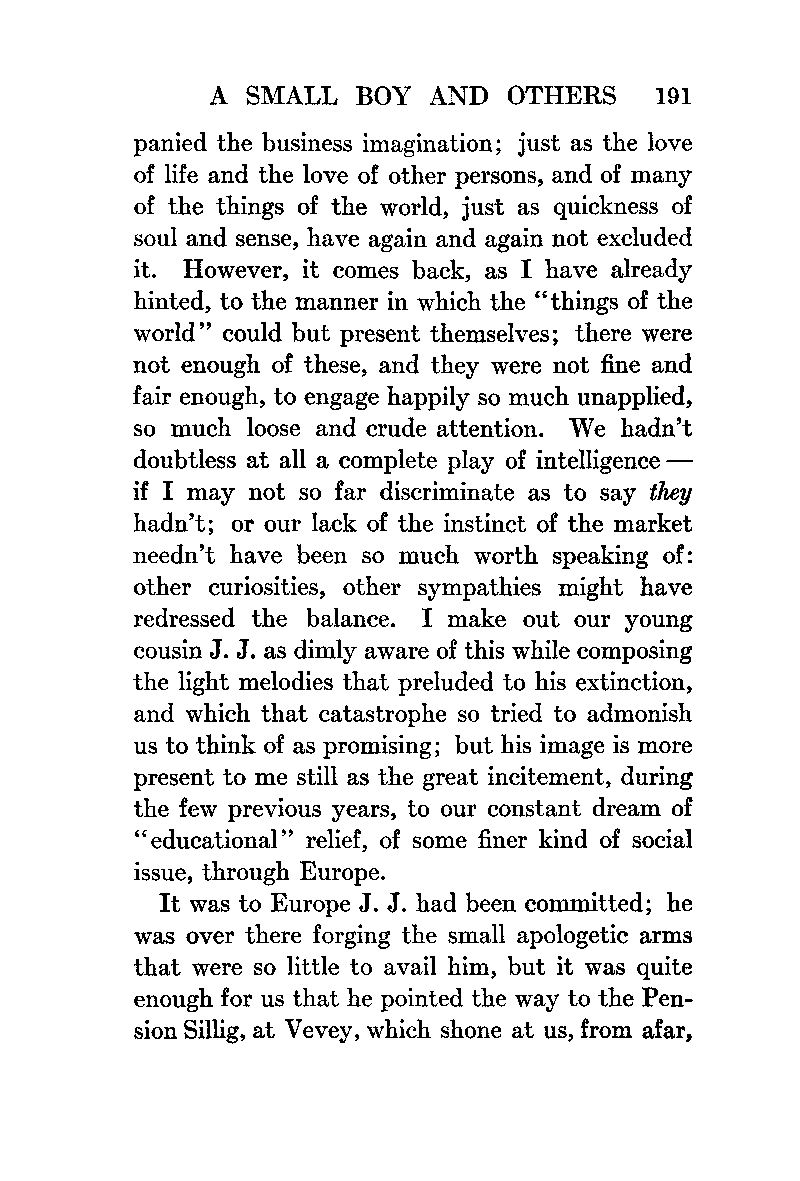 A SMALL BOY AND OTHERS 191
panied the business imagination; just as the love
of life and the love of other persons, and of many
of the things of the world, just as quickness of
soul and sense, have again and again not excluded
it. However, it comes back, as I have already
hinted, to the manner in which the “things of the
world” could but present themselves; there were
not enough of these, and they were not fine and
fair enough, to engage happily so much unapplied,
so much loose and crude attention. We hadn’t
doubtless at all a complete play of intelligence —
if I may not so far discriminate as to say they
hadn’t; or our lack of the instinct of the market
needn’t have been so much worth speaking of:
other curiosities, other sympathies might have
redressed the balance. I make out our young
cousin J. J. as dimly aware of this while composing
the light melodies that preluded to his extinction,
and which that catastrophe so tried to admonish
us to think of as promising; but his image is more
present to me still as the great incitement, during
the few previous years, to our constant dream of
“educational” relief, of some finer kind of social
issue, through Europe.
It was to Europe J. J. had been committed; he
was over there forging the small apologetic arms
that were so little to avail him, but it was quite
enough for us that he pointed the way to the Pen-
sion Sillig, at Vevey, which shone at us, from afar,